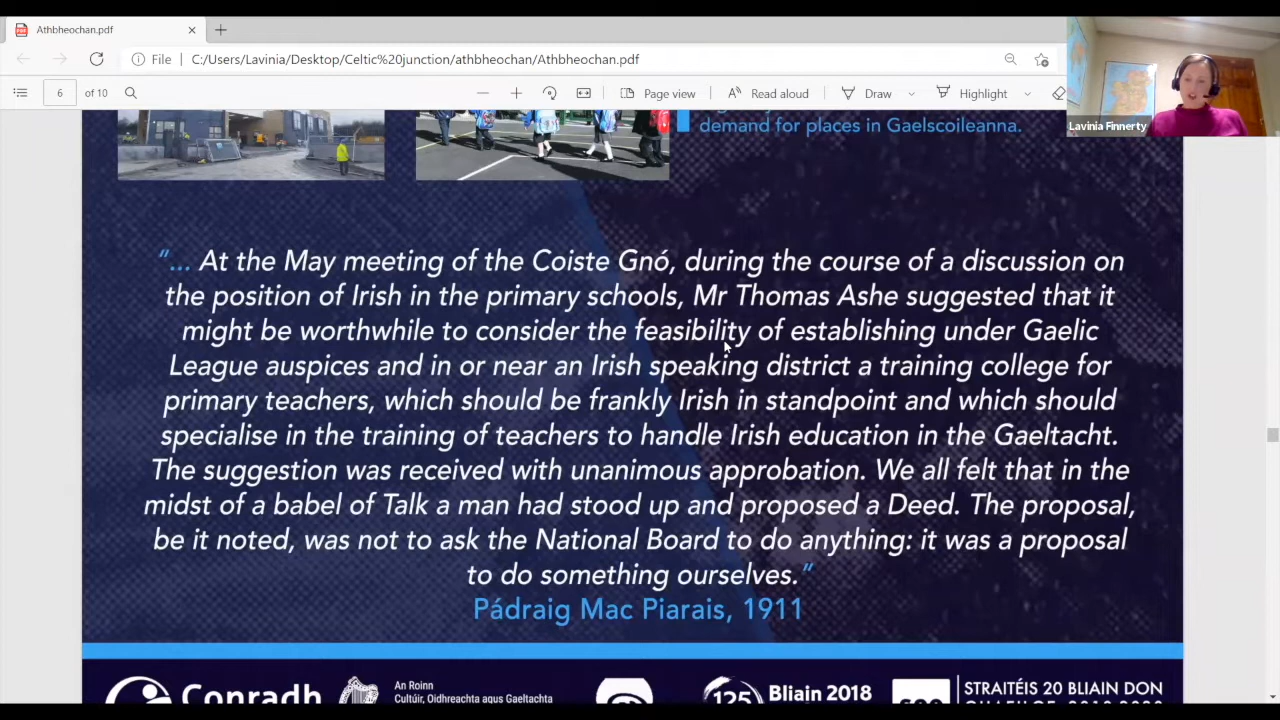 Athbheochan.pdf
File
C:/Users/Lavinia/Desktop/Celtic%20junction/athbheochan/Athbheochan.pdf
6 of 10
Page view
Read aloud
Draw
Highlight
Lavinia Finnerty
demand for places in Gaelscoileanna.
“... At the May meeting of the Coiste Gnó, during the course of a discussion on
the position of Irish in the primary schools, Mr Thomas Ashe suggested that it
might be worthwhile to consider the feasibility of establishing under Gaelic
League auspices and in or near an Irish speaking district a training college for
primary teachers, which should be frankly Irish in standpoint and which should
specialise in the training of teachers to handle Irish education in the Gaeltacht.
The suggestion was received with unanimous approbation. We all felt that in the
midst of a babel of Talk a man had stood up and proposed a Deed. The proposal,
be it noted, was not to ask the National Board to do anything: it was a proposal
to do something ourselves.”
Pádraig Mac Piarais, 1911
Conradh
An Roinn
Cultúir, Oidhreachta agus Gaeltachta
125
Bliain 2018
STRAITÉIS 20 BLIAIN DON